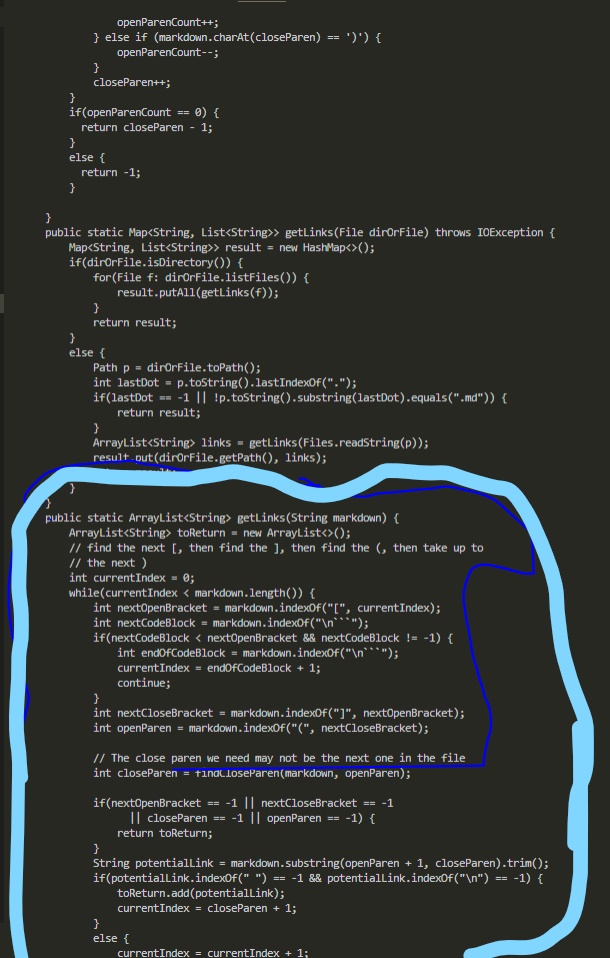 openParenCount++;
} else if (markdown.charAt(closeParen) == ')') {
openParenCount--;
}
closeParen++;
}
if(openParenCount == 0) {
return closeParen - 1;
}
else {
return -1;
}
}
public static Map<String, List<String>> getLinks(File dirOrFile) throws IOException {
Map<String, List<String>> result = new HashMap<>();
if(dirOrFile.isDirectory()) {
for(File f: dirOrFile.listFiles()) {
result.putAll(getLinks(f));
}
return result;
}
else {
Path p = dirOrFile.toPath();
int lastDot = p.toString().lastIndexOf(".");
if(lastDot == -1 || !p.toString().substring(lastDot).equals(".md")) {
return result;
}
ArrayList<String> links = getLinks(Files.readString(p));
result.put(dirOrFile.getPath(), links);
}
}
public static ArrayList<String> getLinks(String markdown) {
ArrayList<String> toReturn = new ArrayList<>();
// find the next [, then find the ], then find the (, then take up to
// the next )
int currentIndex = 0;
while(currentIndex < markdown.length()) {
int nextOpenBracket = markdown.indexOf("[", currentIndex);
int nextCodeBlock = markdown.indexOf("\n```");
if(nextCodeBlock < nextOpenBracket && nextCodeBlock != -1) {
int endOfCodeBlock = markdown.indexOf("\n```");
currentIndex = endOfCodeBlock + 1;
continue;
}
int nextCloseBracket = markdown.indexOf("]", nextOpenBracket);
int openParen = markdown.indexOf("(", nextCloseBracket);
// The close paren we need may not be the next one in the file
int closeParen = findCloseParen(markdown, openParen);
if(nextOpenBracket == -1 || nextCloseBracket == -1
|| closeParen == -1 || openParen == -1) {
return toReturn;
}
String potentialLink = markdown.substring(openParen + 1, closeParen).trim();
if(potentialLink.indexOf(" ") == -1 && potentialLink.indexOf("\n") == -1) {
toReturn.add(potentialLink);
currentIndex = closeParen + 1;
}
else {
currentIndex = currentIndex + 1;